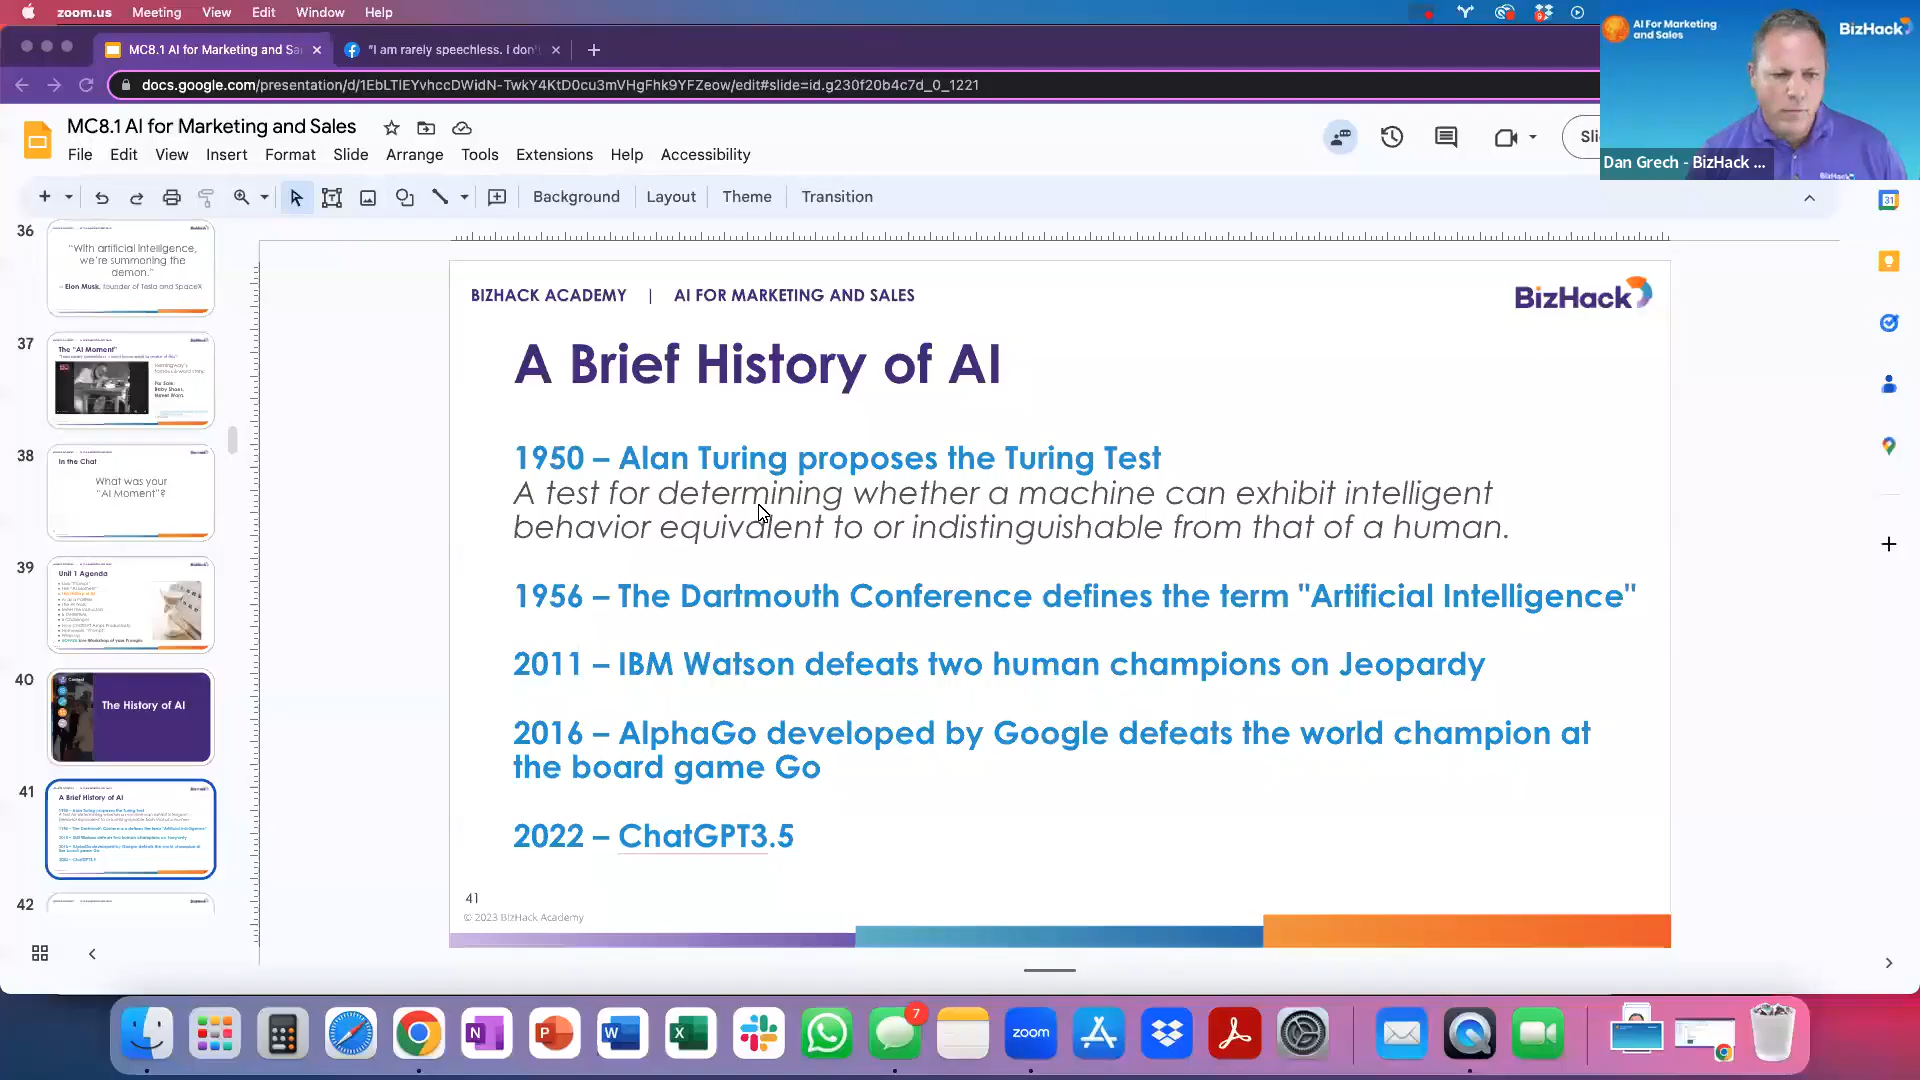 zoom.us Meeting View Edit Window Help
MC8.1 AI for Marketing and Sa
"I am rarely speechless. I don'
docs.google.com/presentation/d/1EbLTIEYvhccDWidN-TwkY4KtD0cu3mVHgFhk9YFZeow/edit#slide=id.g230f20b4c7d_0_1221
AI For Marketing
and Sales
BizHack
Dan Grech - BizHack ...
MC8.1 AI for Marketing and Sales
File Edit View Insert Format Slide Arrange Tools Extensions Help Accessibility
Background Layout Theme Transition
31
36
"With artificial intelligence,
we're summoning the
demon."
– Elon Musk, founder of Tesla and SpaceX
37
The "AI Moment"
For Sale:
Baby Shoes.
Never Worn.
38
In the Chat
What was your
"AI Moment"?
39
Unit 1 Agenda
40
The History of AI
41
A Brief History of AI
42
BIZHACK ACADEMY | AI FOR MARKETING AND SALES
BizHack
A Brief History of AI
1950 – Alan Turing proposes the Turing Test
A test for determining whether a machine can exhibit intelligent
behavior equivalent to or indistinguishable from that of a human.
1956 – The Dartmouth Conference defines the term "Artificial Intelligence"
2011 – IBM Watson defeats two human champions on Jeopardy
2016 – AlphaGo developed by Google defeats the world champion at
the board game Go
2022 – ChatGPT3.5
41
© 2023 BizHack Academy
7
zoom